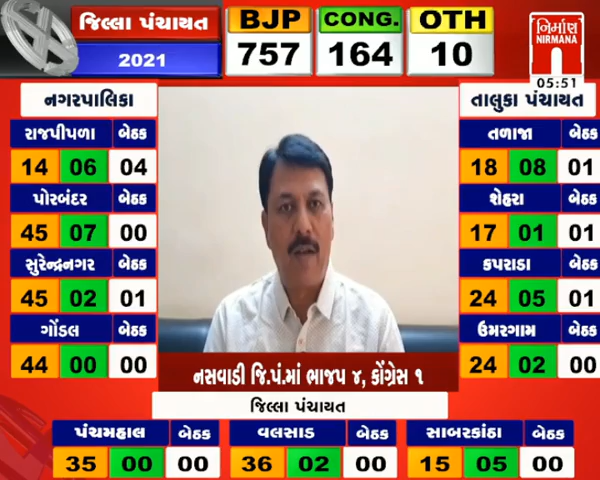 જિલ્લા પંચાયત
2021
BJP
757
CONG.
164
OTH
10
નિર્માણ
NIRMANA
05:51
નગરપાલિકા
રાજપીપળા બેઠક
14 06 04
પોરબંદર બેઠક
45 07 00
સુરેન્દ્રનગર બેઠક
45 02 01
ગોંડલ બેઠક
44 00 00
તાલુકા પંચાયત
તળાજા બેઠક
18 08 01
શેહરા બેઠક
17 01 01
કપરાડા બેઠક
24 05 01
ઉમરગામ બેઠક
24 02 00
નસવાડી જિ.પં.માં ભાજપ ૪, કોંગ્રેસ ૧
જિલ્લા પંચાયત
પંચમહાલ બેઠક
35 00 00
વલસાડ બેઠક
36 02 00
સાબરકાંઠા બેઠક
15 05 00